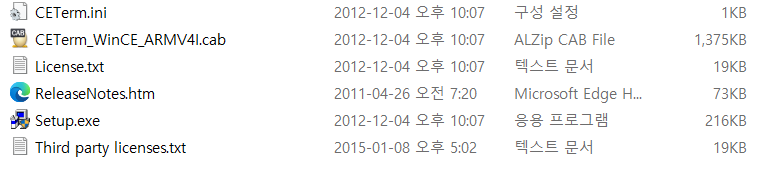 CETerm.ini 2012-12-04 오후 10:07 구성 설정 1KB
CAB CETerm_WinCE_ARMV4I.cab 2012-12-04 오후 10:07 ALZip CAB File 1,375KB
License.txt 2012-12-04 오후 10:07 텍스트 문서 19KB
ReleaseNotes.htm 2011-04-26 오전 7:20 Microsoft Edge H... 73KB
Setup.exe 2012-12-04 오후 10:07 응용 프로그램 216KB
Third party licenses.txt 2015-01-08 오후 5:02 텍스트 문서 19KB